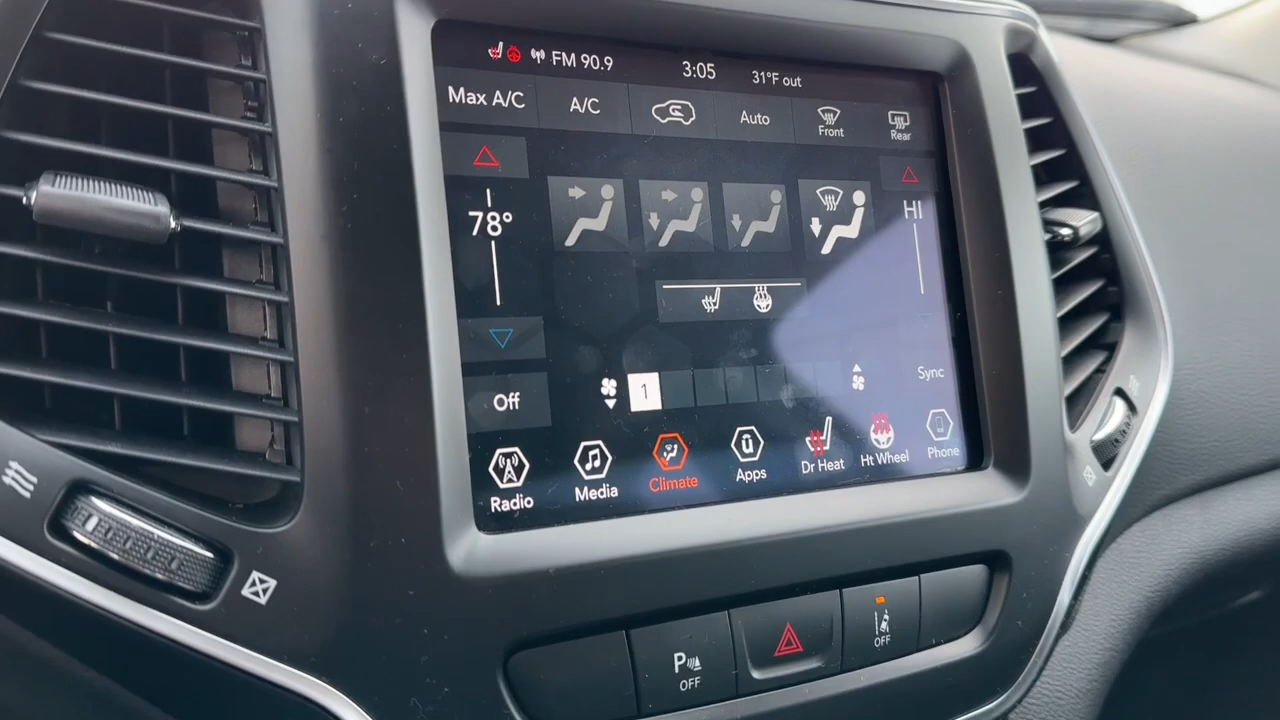 FM 90.9 3:05 31°F out
Max A/C A/C Auto Front Rear
78° HI
Off 1 Sync
Radio Media Climate Apps Dr Heat Ht Wheel Phone
P OFF OFF